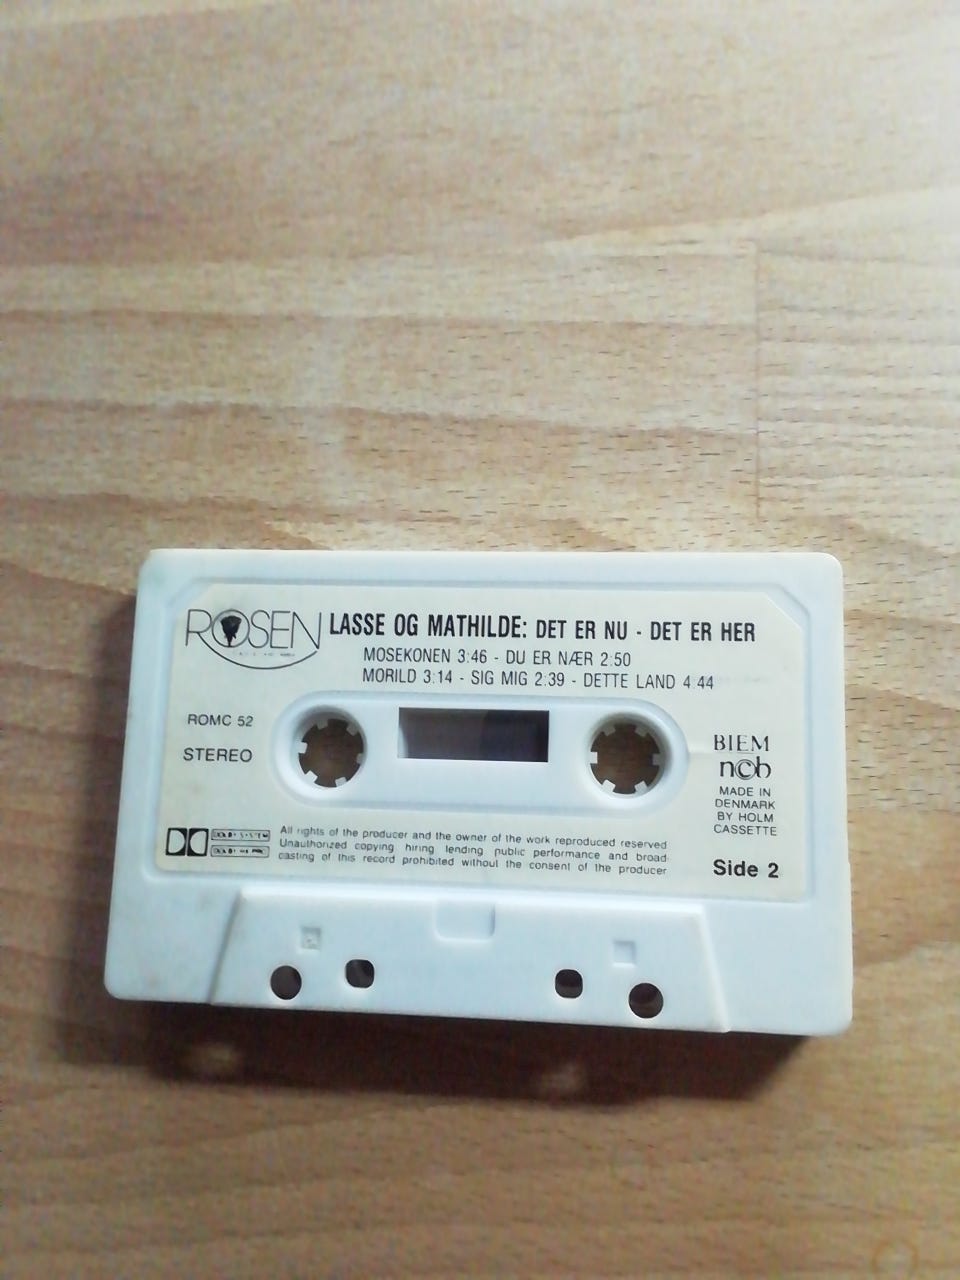 ROSEN
LASSE OG MATHILDE: DET ER NU - DET ER HER
MOSEKONEN 3:46 - DU ER NÆR 2:50
MORILD 3:14 - SIG MIG 2:39 - DETTE LAND 4:44
ROMC 52
STEREO
BIEM
ncb
MADE IN
DENMARK
BY HOLM
CASSETTE
Side 2
DOLBY SYSTEM
All rights of the producer and the owner of the work reproduced reserved
Unauthorized copying hiring lending public performance and broad
casting of this record prohibited without the consent of the producer